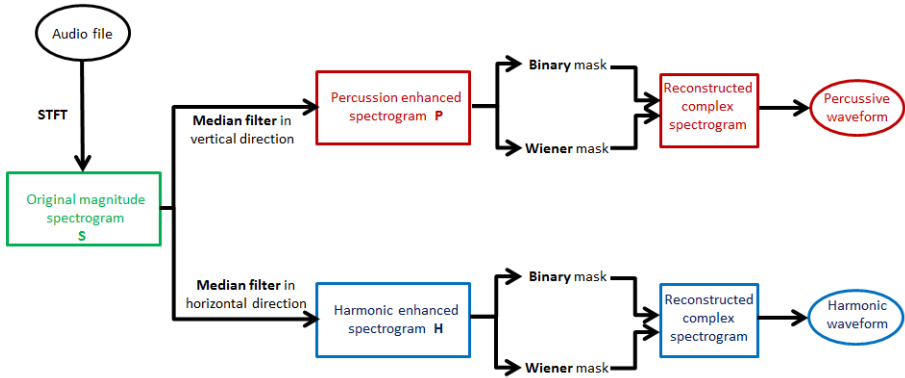 Audio file
STFT
Original magnitude
spectrogram
S
Median filter in
vertical direction
Percussion enhanced
spectrogram P
Binary mask
Wiener mask
Reconstructed
complex
spectrogram
Percussive
waveform
Median filter in
horizontal direction
Harmonic enhanced
spectrogram H
Binary mask
Wiener mask
Reconstructed
complex
spectrogram
Harmonic
waveform